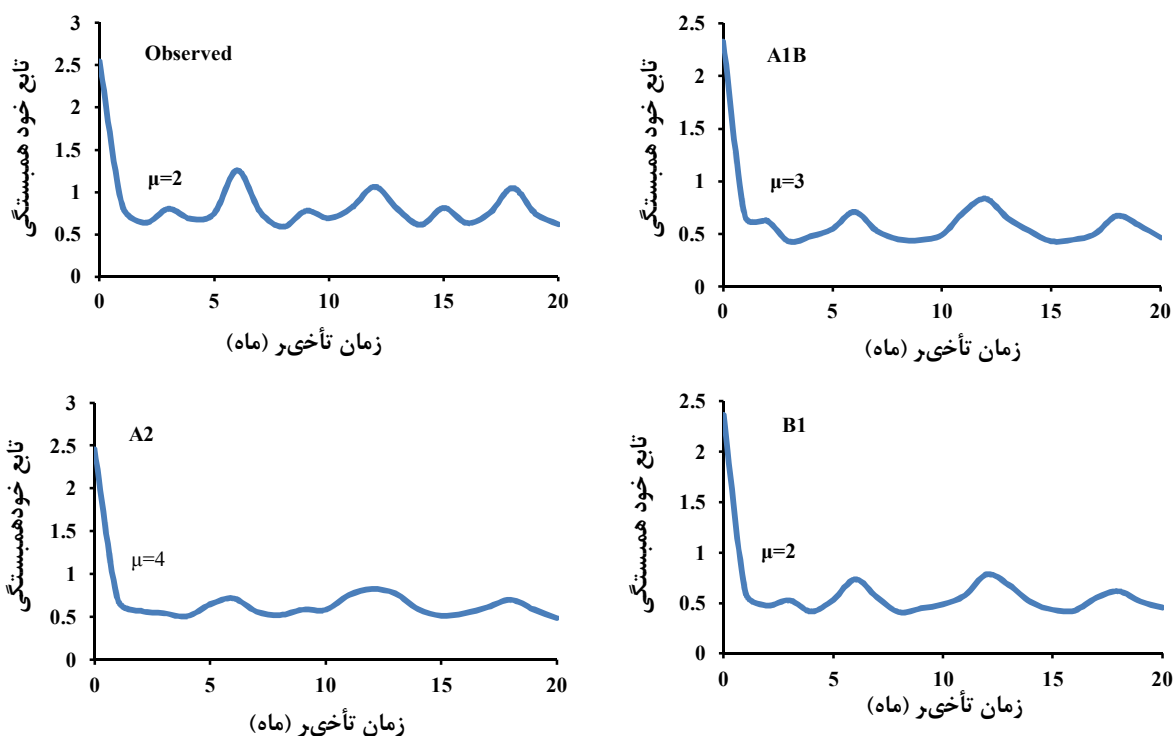 Observed
تابع خود همبستگی
3
2.5
2
1.5
1
0.5
0
µ=2
0 5 10 15 20
زمان تأخیر (ماه)
A1B
تابع خود همبستگی
2.5
2
1.5
1
0.5
0
µ=3
0 5 10 15 20
زمان تأخیر (ماه)
A2
تابع خودهمبستگی
3
2.5
2
1.5
1
0.5
0
µ=4
0 5 10 15 20
زمان تأخیر (ماه)
B1
تابع خود همبستگی
2.5
2
1.5
1
0.5
0
µ=2
0 5 10 15 20
زمان تأخیر (ماه)